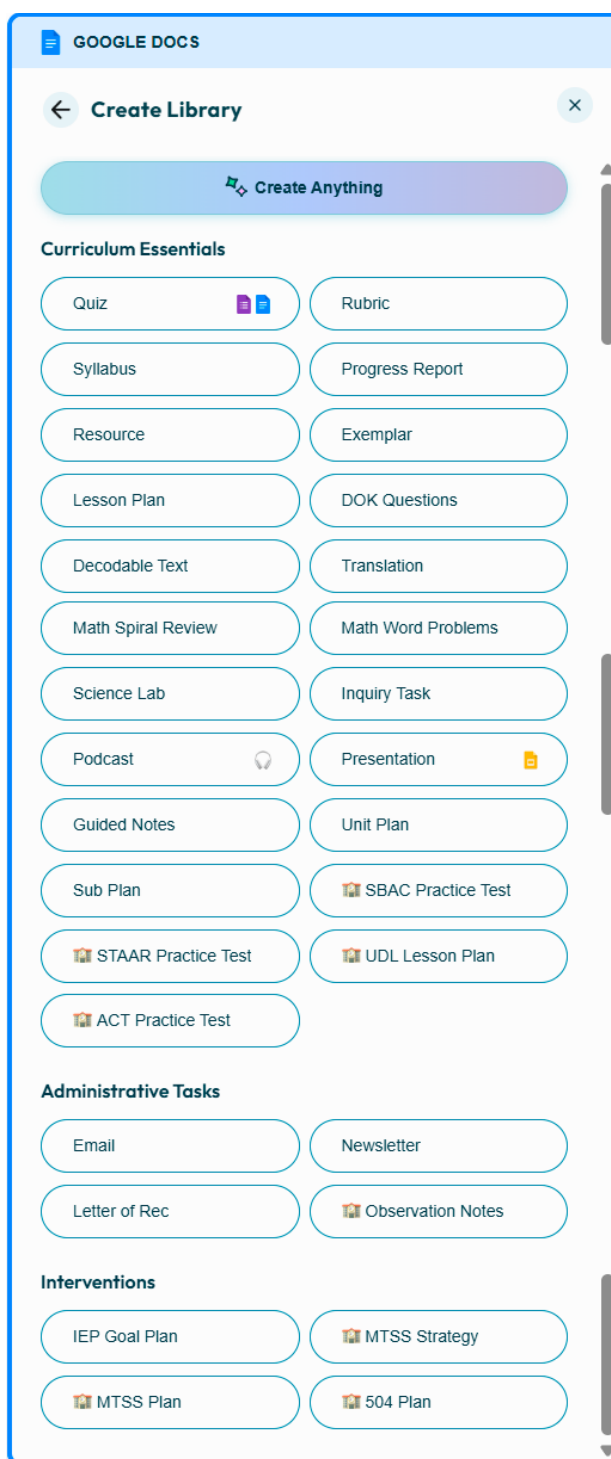 GOOGLE DOCS
Create Library
Create Anything
Curriculum Essentials
Quiz
Rubric
Syllabus
Progress Report
Resource
Exemplar
Lesson Plan
DOK Questions
Decodable Text
Translation
Math Spiral Review
Math Word Problems
Science Lab
Inquiry Task
Podcast
Presentation
Guided Notes
Unit Plan
Sub Plan
SBAC Practice Test
STAAR Practice Test
UDL Lesson Plan
ACT Practice Test
Administrative Tasks
Email
Newsletter
Letter of Rec
Observation Notes
Interventions
IEP Goal Plan
MTSS Strategy
MTSS Plan
504 Plan